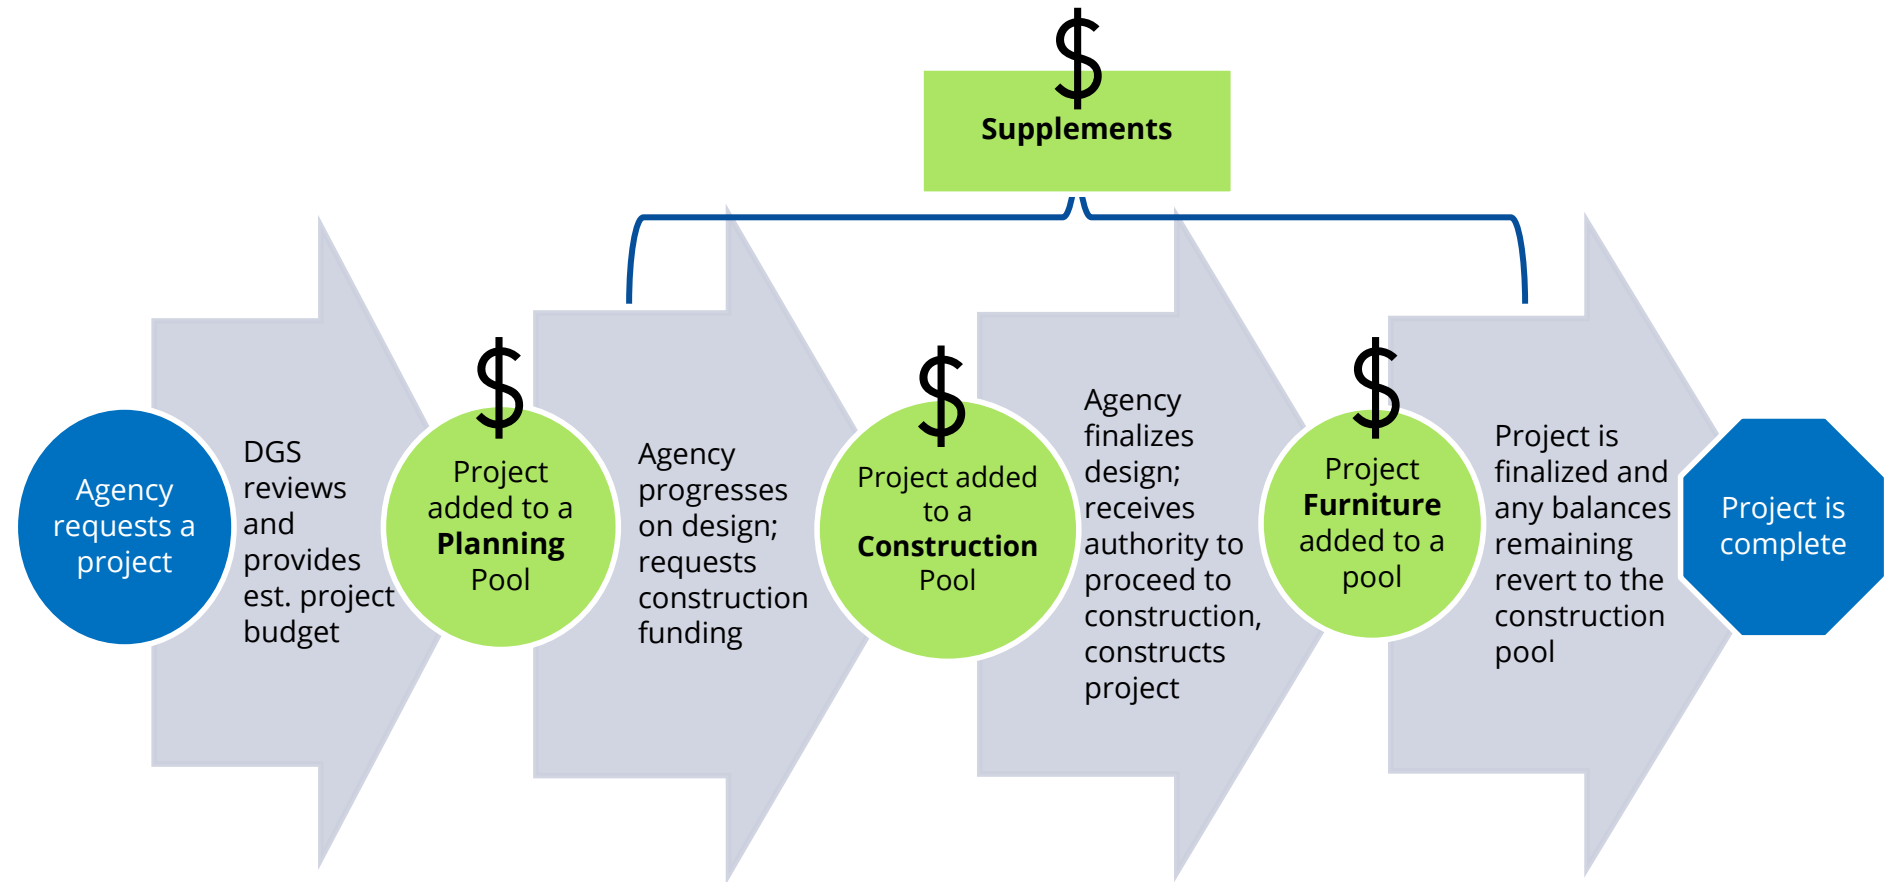 $
Supplements
Agency
requests a
project
DGS
reviews
and
provides
est. project
budget
$
Project
added to a
Planning
Pool
Agency
progresses
on design;
requests
construction
funding
$
Project added
to a
Construction
Pool
Agency
finalizes
design;
receives
authority to
proceed to
construction,
constructs
project
$
Project
Furniture
added to a
pool
Project is
finalized and
any balances
remaining
revert to the
construction
pool
Project is
complete